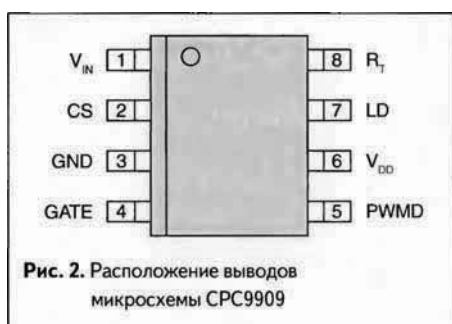 V_IN 1 8 R_T
CS 2 7 LD
GND 3 6 V_DD
GATE 4 5 PWMD
Рис. 2. Расположение выводов
микросхемы CPC9909